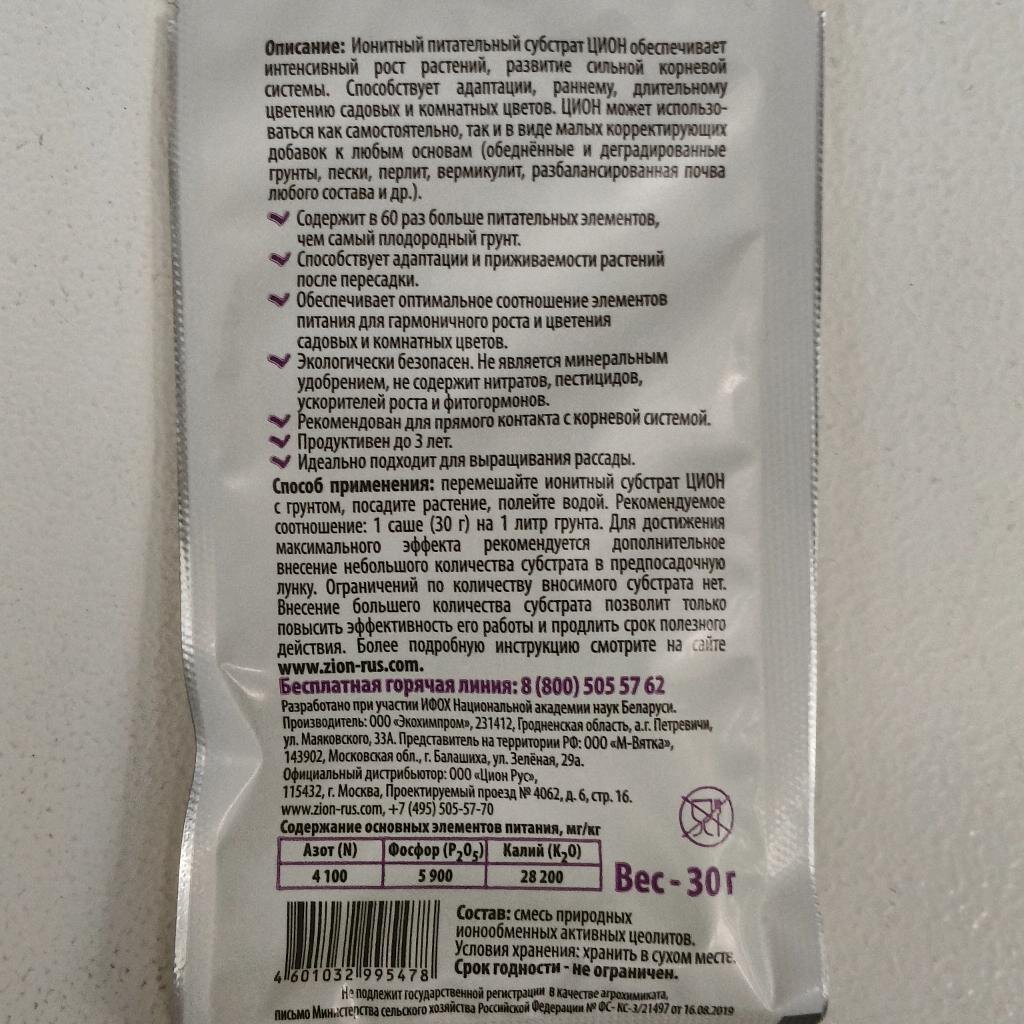 Описание: Ионитный питательный субстрат ЦИОН обеспечивает
интенсивный рост растений, развитие сильной корневой
системы. Способствует адаптации, раннему, длительному
цветению садовых и комнатных цветов. ЦИОН может использо-
ваться как самостоятельно, так и в виде малых корректирующих
добавок к любым основам (обеднённые и деградированные
грунты, пески, перлит, вермикулит, разбалансированная почва
любого состава и др.).
Содержит в 60 раз больше питательных элементов,
чем самый плодородный грунт.
Способствует адаптации и приживаемости растений
после пересадки.
Обеспечивает оптимальное соотношение элементов
питания для гармоничного роста и цветения
садовых и комнатных цветов.
Экологически безопасен. Не является минеральным
удобрением, не содержит нитратов, пестицидов,
ускорителей роста и фитогормонов.
Рекомендован для прямого контакта с корневой системой.
Продуктивен до 3 лет.
Идеально подходит для выращивания рассады.
Способ применения: перемешайте ионитный субстрат ЦИОН
с грунтом, посадите растение, полейте водой. Рекомендуемое
соотношение: 1 саше (30 г) на 1 литр грунта. Для достижения
максимального эффекта рекомендуется дополнительное
внесение небольшого количества субстрата в предпосадочную
лунку. Ограничений по количеству вносимого субстрата нет.
Внесение большего количества субстрата позволит только
повысить эффективность его работы и продлить срок полезного
действия. Более подробную инструкцию смотрите на сайте
www.zion-rus.com.
Бесплатная горячая линия: 8 (800) 505 57 62
Разработано при участии ИФОХ Национальной академии наук Беларуси.
Производитель: ООО «Экохимпром», 231412, Гродненская область, а.г. Петревичи,
ул. Маяковского, 33А. Представитель на территории РФ: ООО «М-Вятка»,
143902, Московская обл., г. Балашиха, ул. Зелёная, 29а.
Официальный дистрибьютор: ООО «Цион Рус»,
115432, г. Москва, Проектируемый проезд № 4062, д. 6, стр. 16.
www.zion-rus.com, +7 (495) 505-57-70
Содержание основных элементов питания, мг/кг
Азот (N) Фосфор (P₂O₅) Калий (K₂O)
4 100 5 900 28 200
Вес - 30 г
Состав: смесь природных
ионообменных активных цеолитов.
Условия хранения: хранить в сухом месте.
Срок годности - не ограничен.
4 601032 995478
Не подлежит государственной регистрации в качестве агрохимиката,
письмо Министерства сельского хозяйства Российской Федерации № ФС- КС-3/21497 от 16.08.2019